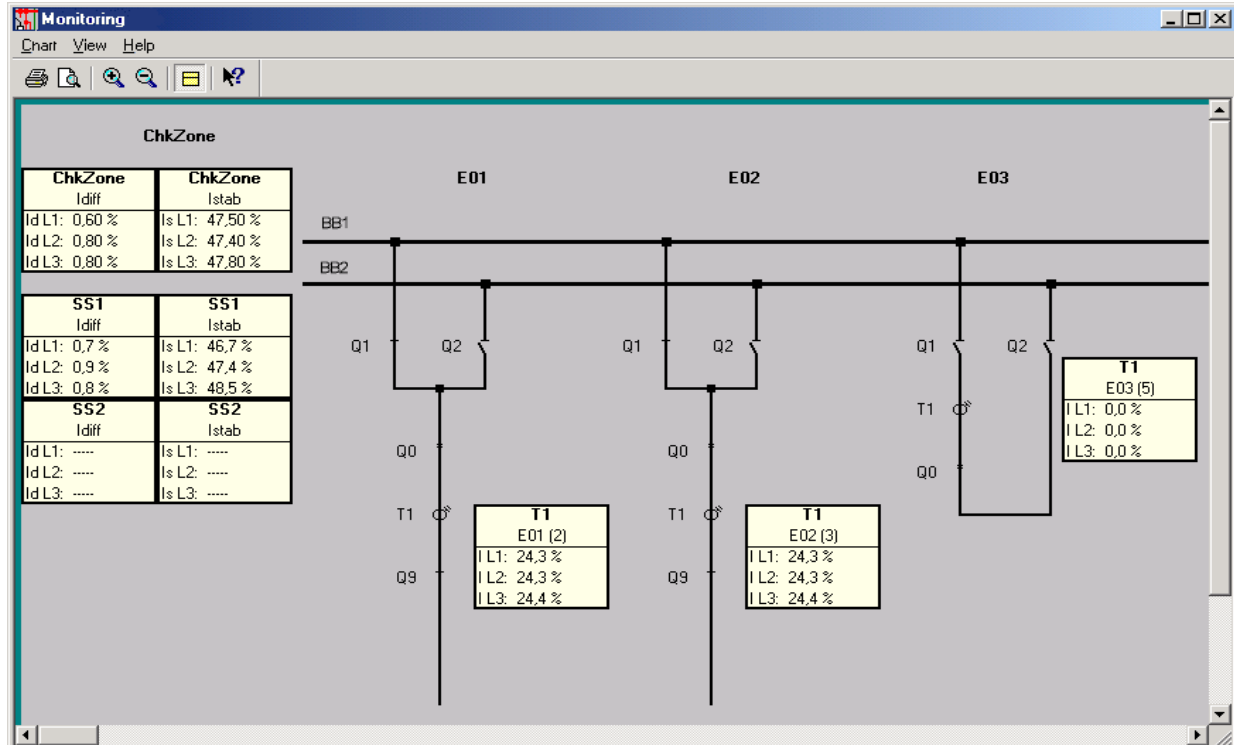 Monitoring
Chart View Help
ChkZone
ChkZone ChkZone
Idiff Istab
Id L1: 0,60 % Is L1: 47,50 %
Id L2: 0,80 % Is L2: 47,40 %
Id L3: 0,80 % Is L3: 47,80 %
SS1 SS1
Idiff Istab
Id L1: 0,7 % Is L1: 46,7 %
Id L2: 0,9 % Is L2: 47,4 %
Id L3: 0,8 % Is L3: 48,5 %
SS2 SS2
Idiff Istab
Id L1: ----- Is L1: -----
Id L2: ----- Is L2: -----
Id L3: ----- Is L3: -----
E01 E02 E03
BB1
BB2
Q1 Q2 Q1 Q2 Q1 Q2
T1
E03 (5)
I L1: 0,0 %
I L2: 0,0 %
I L3: 0,0 %
T1
Q0 Q0 Q0
T1 T1
T1
E01 (2)
I L1: 24,3 %
I L2: 24,3 %
I L3: 24,4 %
T1
E02 (3)
I L1: 24,3 %
I L2: 24,3 %
I L3: 24,4 %
Q9 Q9